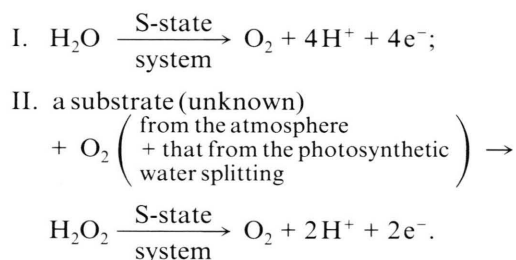 S-state
I. H₂O ⟶ O₂ + 4H⁺ + 4e⁻;
system
II. a substrate (unknown)
from the atmosphere
+ O₂ ( + that from the photosynthetic ) →
water splitting
S-state
H₂O₂ ⟶ O₂ + 2H⁺ + 2e⁻.
system